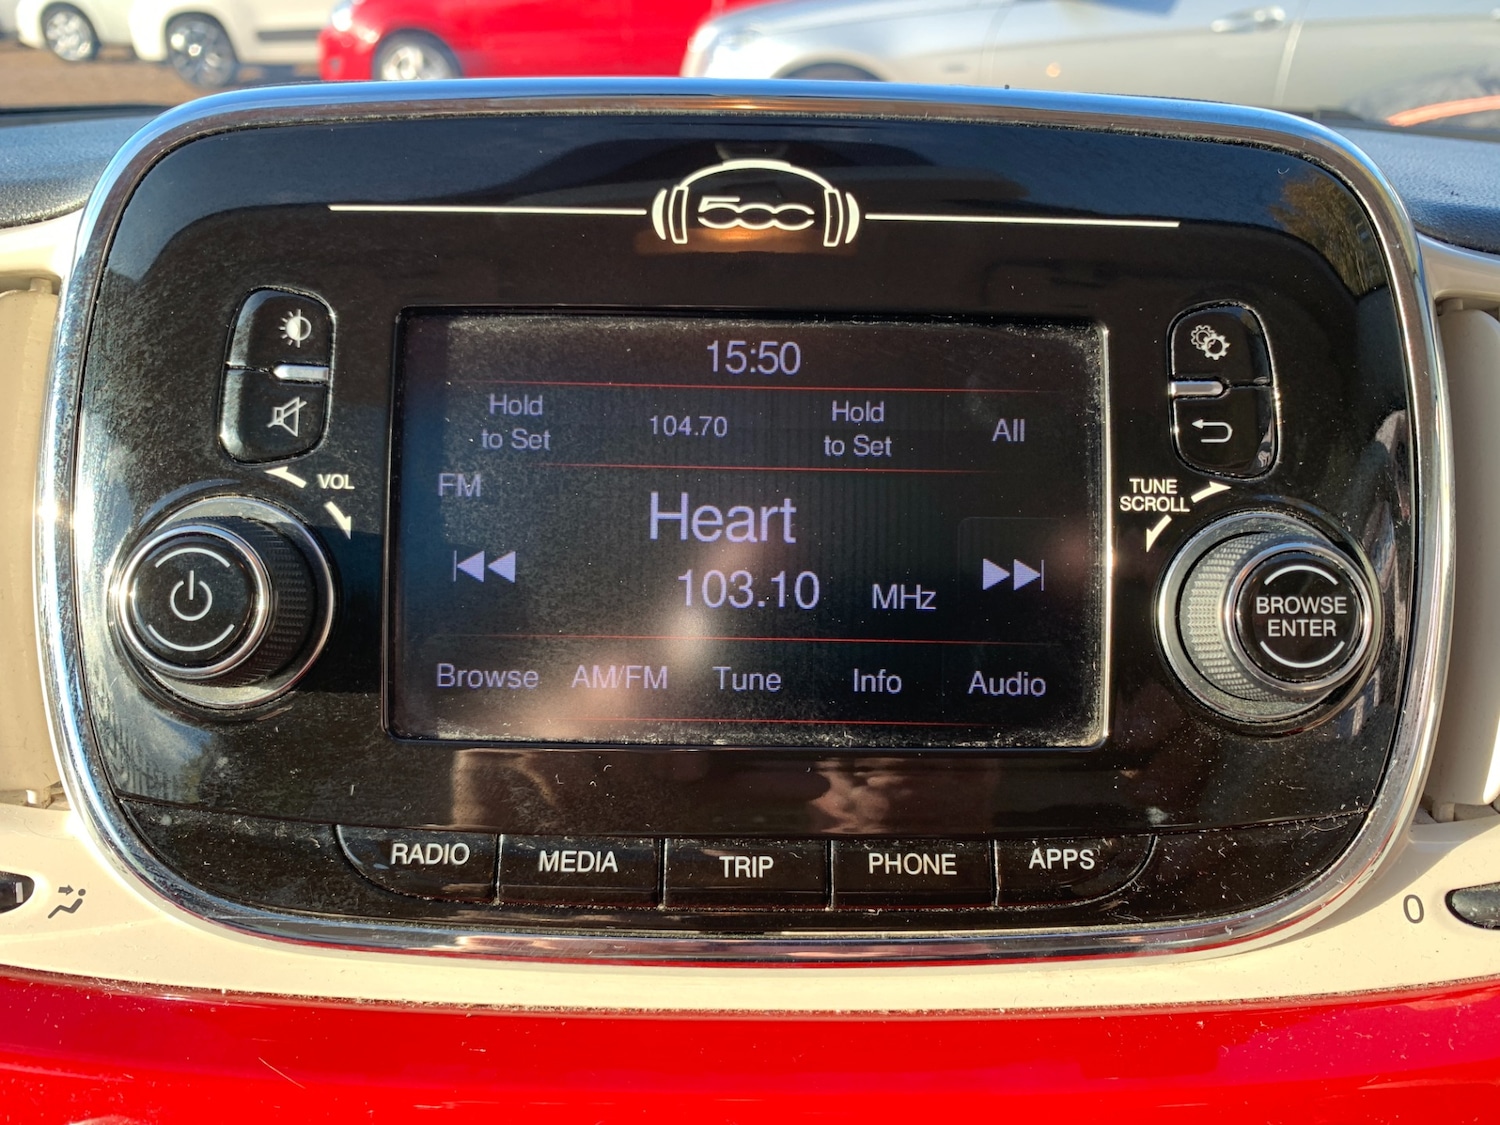 500
15:50
Hold
to Set
104.70
Hold
to Set
All
FM
Heart
103.10 MHz
Browse AM/FM Tune Info Audio
VOL
TUNE
SCROLL
BROWSE
ENTER
RADIO MEDIA TRIP PHONE APPS
0